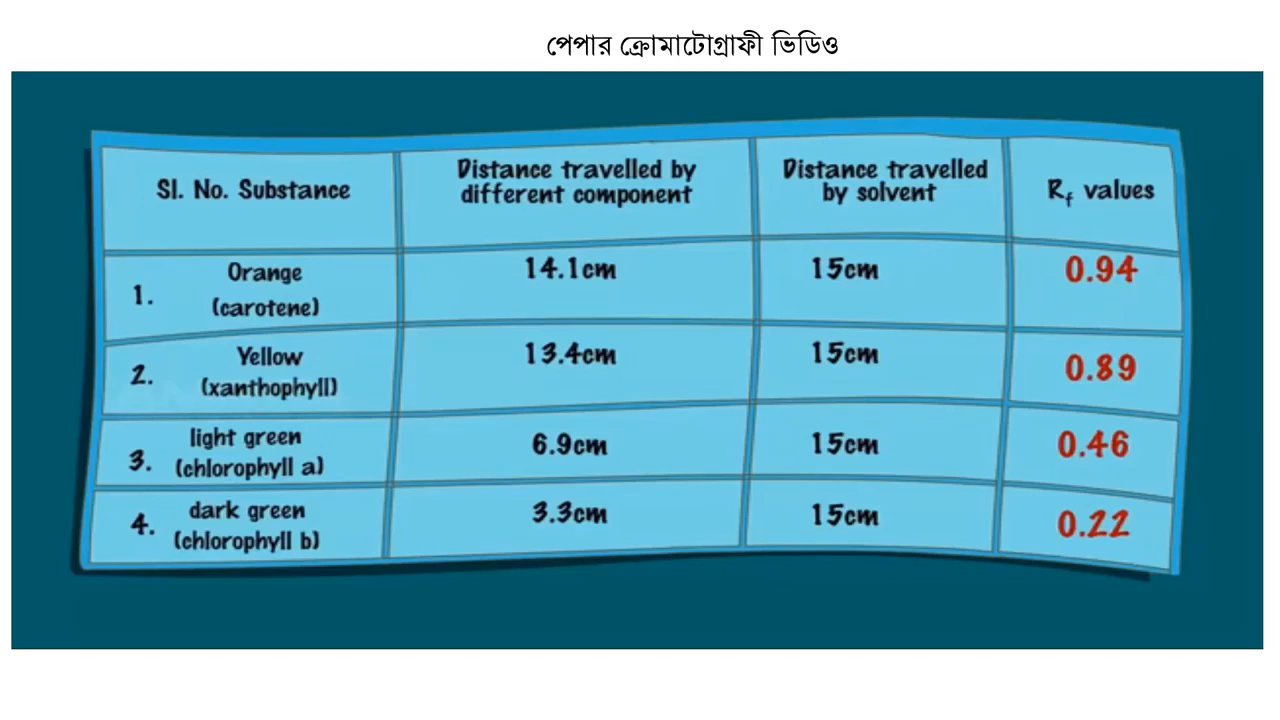 পেপার ক্রোমাটোগ্রাফী ভিডিও
Sl. No. Substance
Distance travelled by
different component
Distance travelled
by solvent
Rf values
1.
Orange
(carotene)
14.1cm
15cm
0.94
2.
Yellow
(xanthophyll)
13.4cm
15cm
0.89
3.
light green
(chlorophyll a)
6.9cm
15cm
0.46
4.
dark green
(chlorophyll b)
3.3cm
15cm
0.22